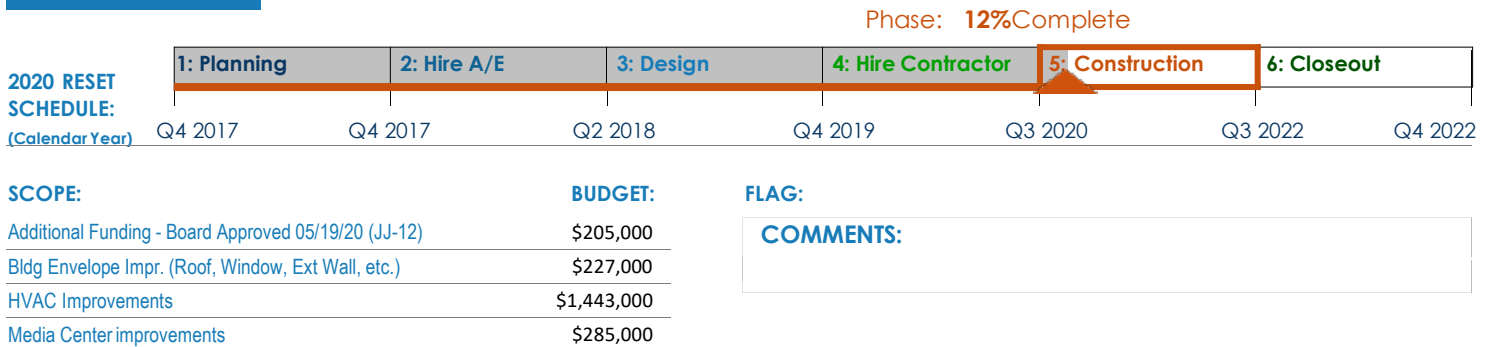 Phase: 12%Complete
1: Planning 2: Hire A/E 3: Design 4: Hire Contractor 5: Construction 6: Closeout
2020 RESET
SCHEDULE:
(Calendar Year) Q4 2017 Q4 2017 Q2 2018 Q4 2019 Q3 2020 Q3 2022 Q4 2022
SCOPE: BUDGET: FLAG:
Additional Funding - Board Approved 05/19/20 (JJ-12) $205,000 COMMENTS:
Bldg Envelope Impr. (Roof, Window, Ext Wall, etc.) $227,000
HVAC Improvements $1,443,000
Media Center improvements $285,000